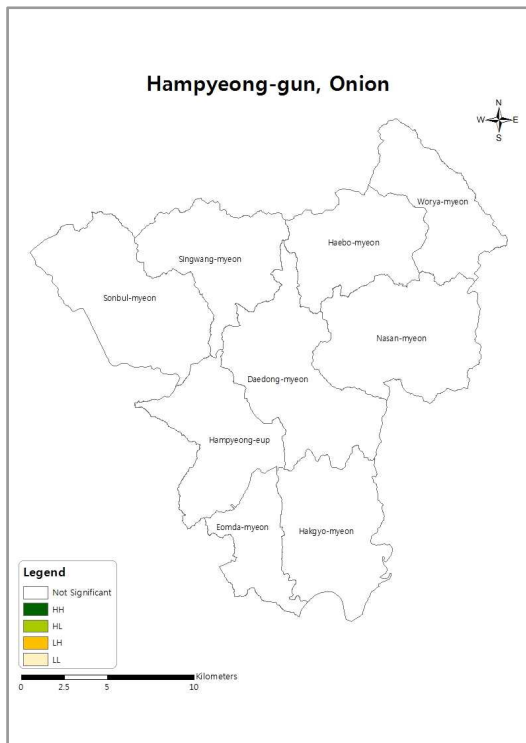 Hampyeong-gun, Onion
N
W E
S
Worya-myeon
Haebo-myeon
Singwang-myeon
Sonbul-myeon
Nasan-myeon
Daedong-myeon
Hampyeong-eup
Eomda-myeon
Hakgyo-myeon
Legend
Not Significant
HH
HL
LH
LL
Kilometers
0 2.5 5 10